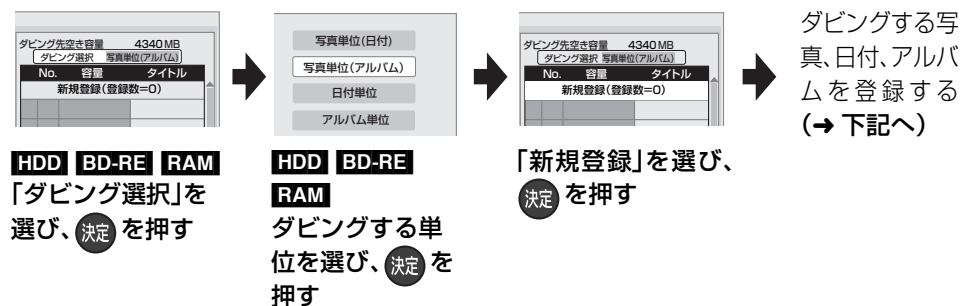 ダビング先空き容量 4340 MB
ダビング選択 写真単位(アルバム)
No. 容量 タイトル
新規登録(登録数=0)
HDD BD-RE RAM
「ダビング選択」を
選び、決定 を押す
写真単位(日付)
写真単位(アルバム)
日付単位
アルバム単位
HDD BD-RE
RAM
ダビングする単
位を選び、決定 を
押す
ダビング先空き容量 4340 MB
ダビング選択 写真単位(アルバム)
No. 容量 タイトル
新規登録(登録数=0)
「新規登録」を選び、
決定 を押す
ダビングする写
真、日付、アルバ
ムを登録する
(➜ 下記へ)